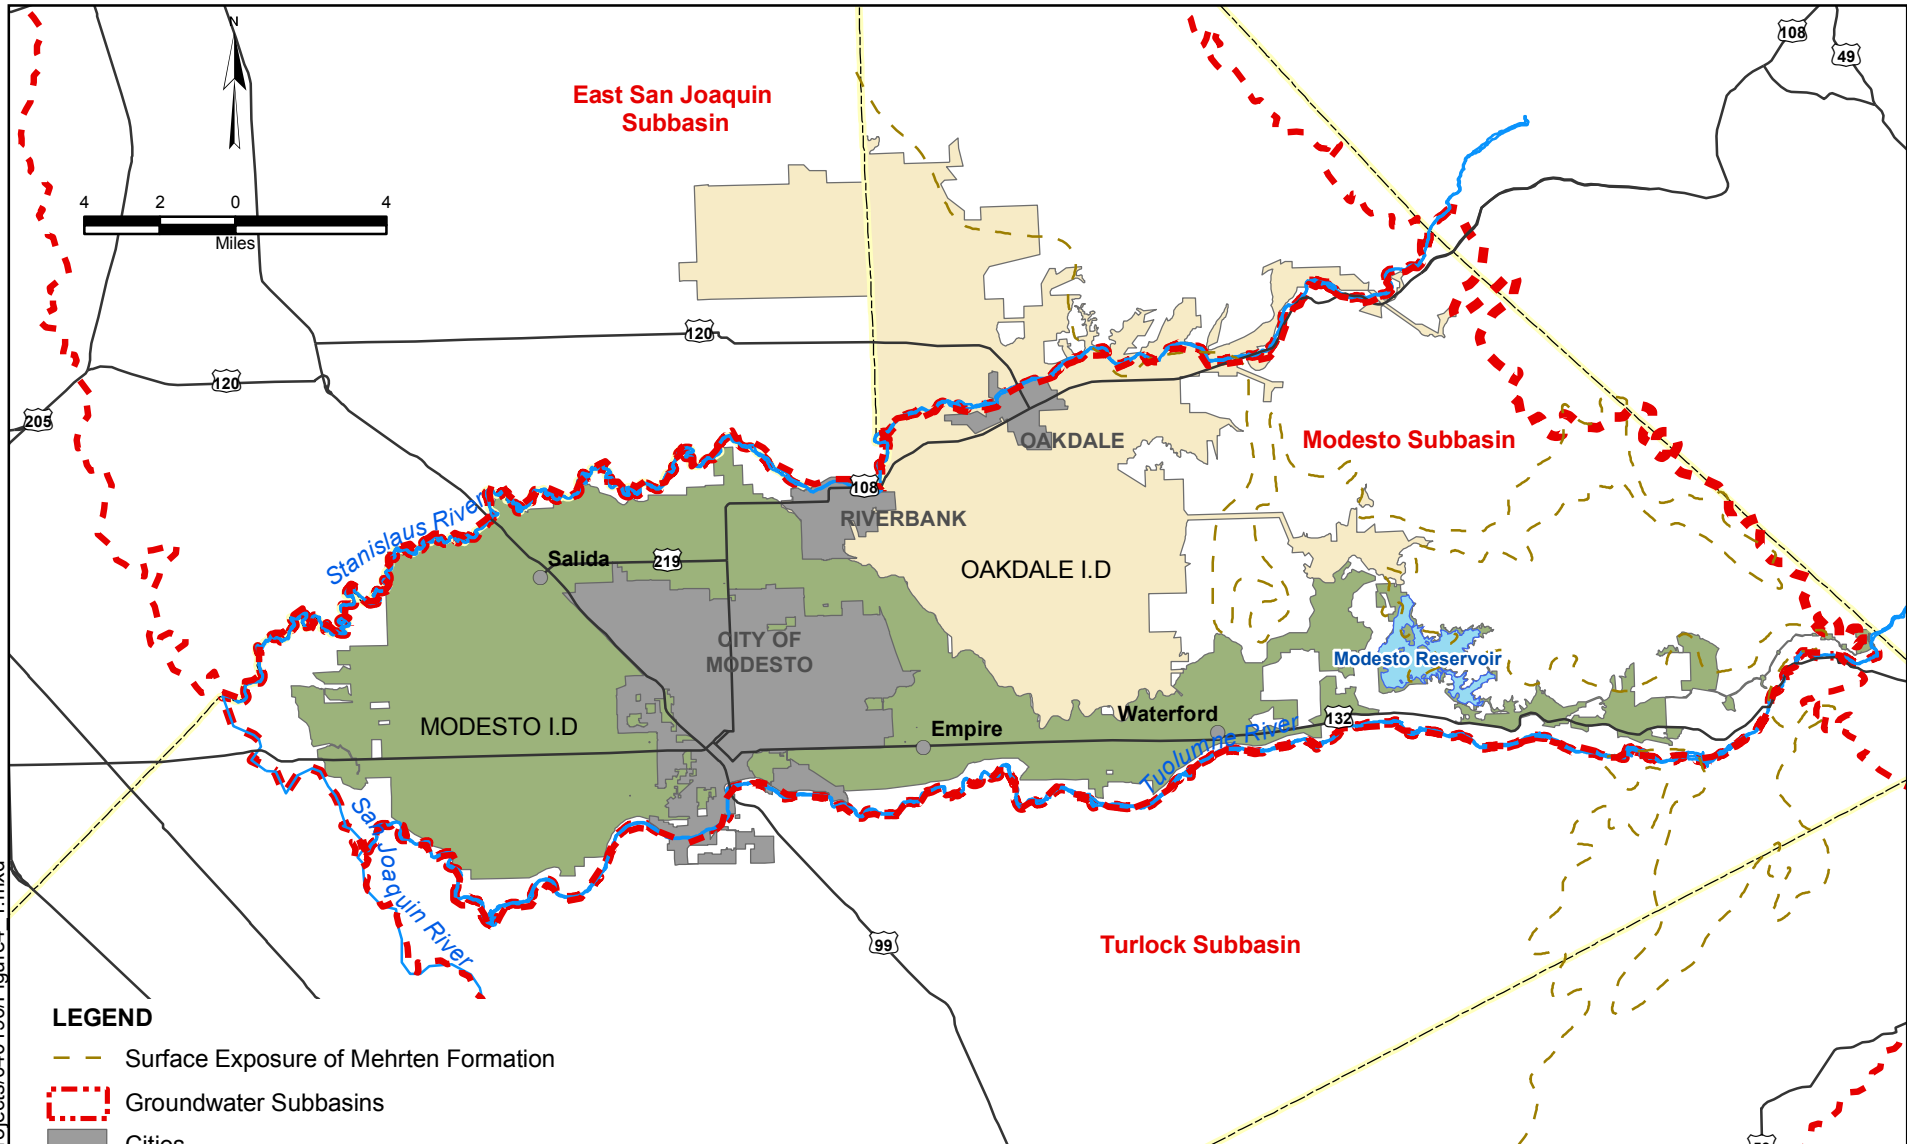 N
108
49
East San Joaquin
Subbasin
4 2 0 4
Miles
120
120
205
OAKDALE
Modesto Subbasin
108
RIVERBANK
Stanislaus River
Salida
219
OAKDALE I.D
CITY OF
MODESTO
Modesto Reservoir
MODESTO I.D
Empire
Waterford
132
Tuolumne River
San Joaquin River
99
Turlock Subbasin
LEGEND
Surface Exposure of Mehrten Formation
Groundwater Subbasins
Cities